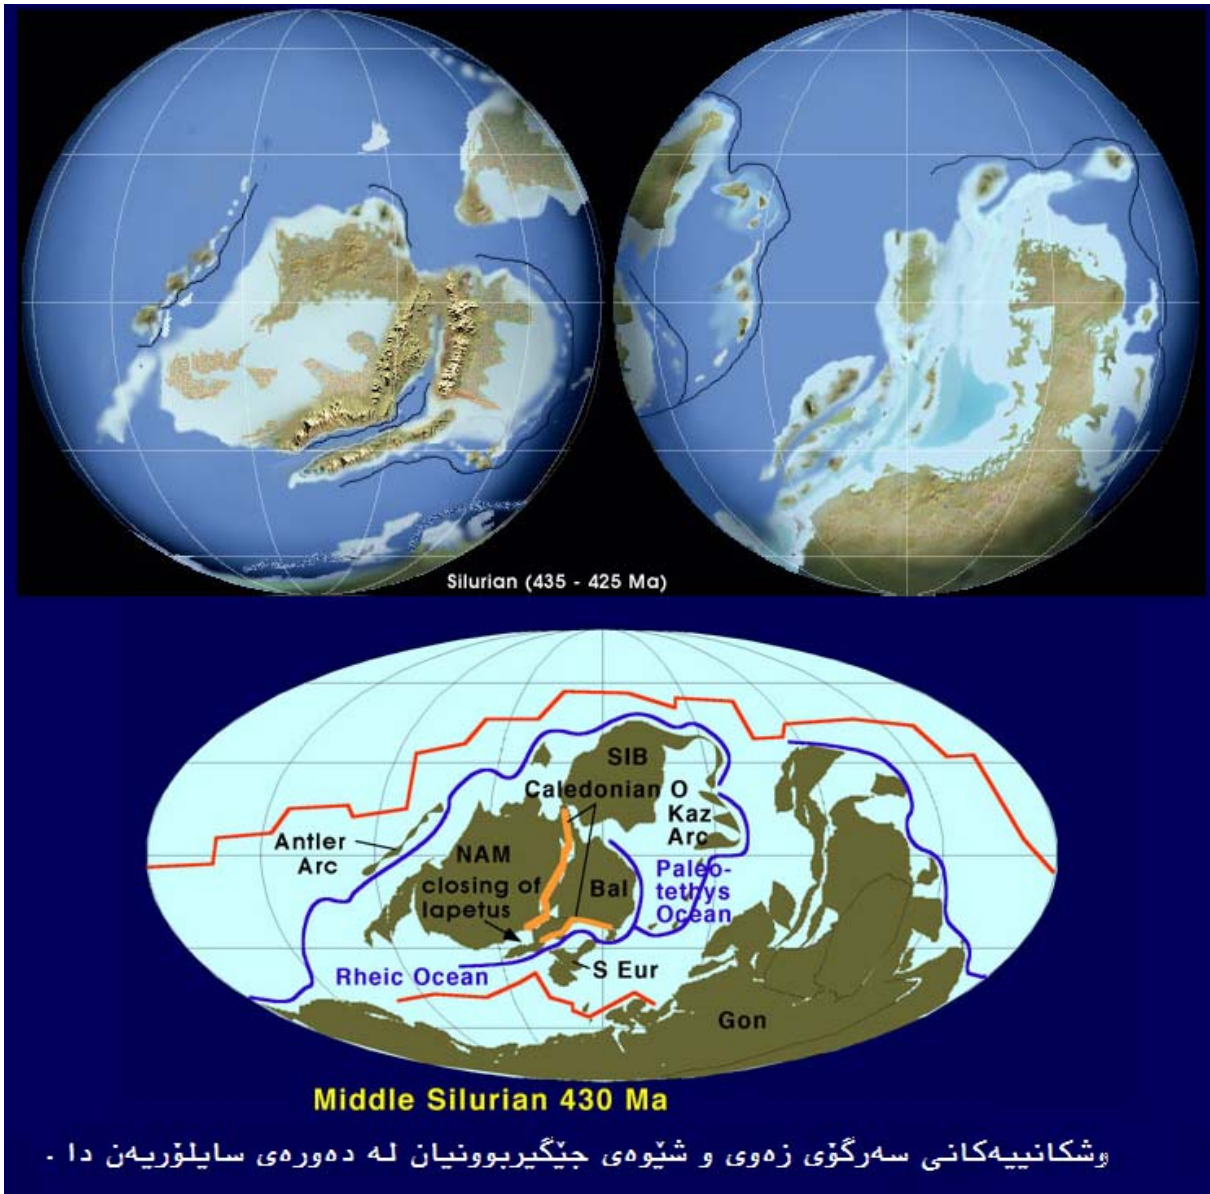 Silurian (435 - 425 Ma)
SIB
Caledonian O
Kaz
Arc
Antler
Arc
NAM
closing of
Iapetus
Bal
Paleo-
tethys
Ocean
Rheic Ocean
S Eur
Gon
Middle Silurian 430 Ma
وشکانییەکانی سەرگۆی زەوی و شێوەی جێگیربوونیان لە دەورەی سایلۆریەن دا .